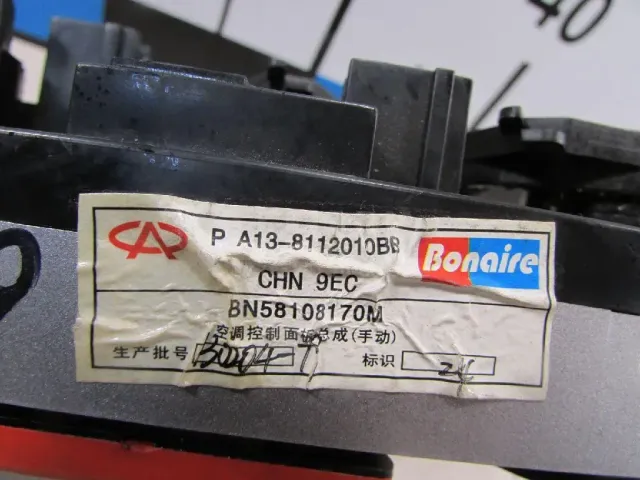 40
P A13-8112010BB
Bonaire
CHN 9EC
BN58108170M
空调控制面板总成(手动)
生产批号
标识